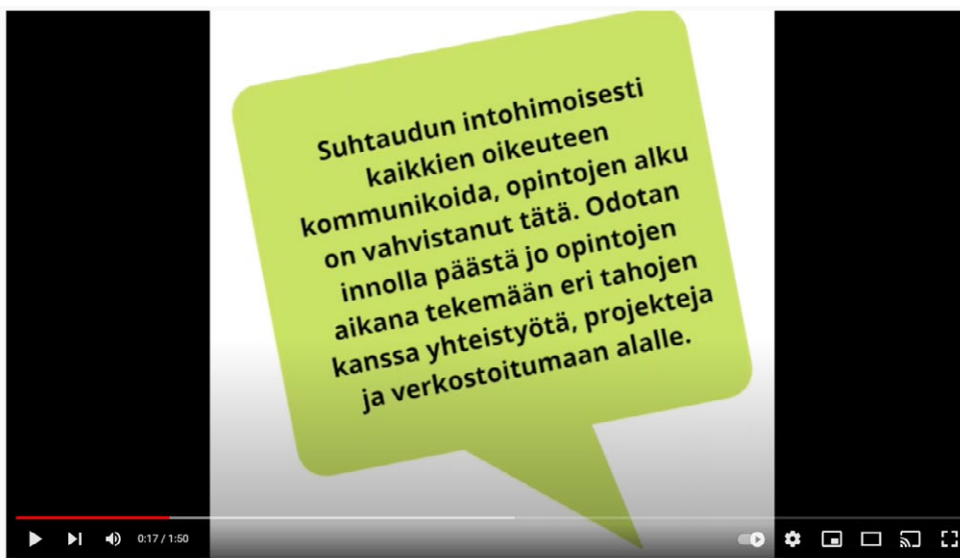 Suhtaudun intohimoisesti
kaikkien oikeuteen
kommunikoida, opintojen alku
on vahvistanut tätä. Odotan
innolla päästä jo opintojen
aikana tekemään eri tahojen
kanssa yhteistyötä, projekteja
ja verkostoitumaan alalle.
0:17 / 1:50